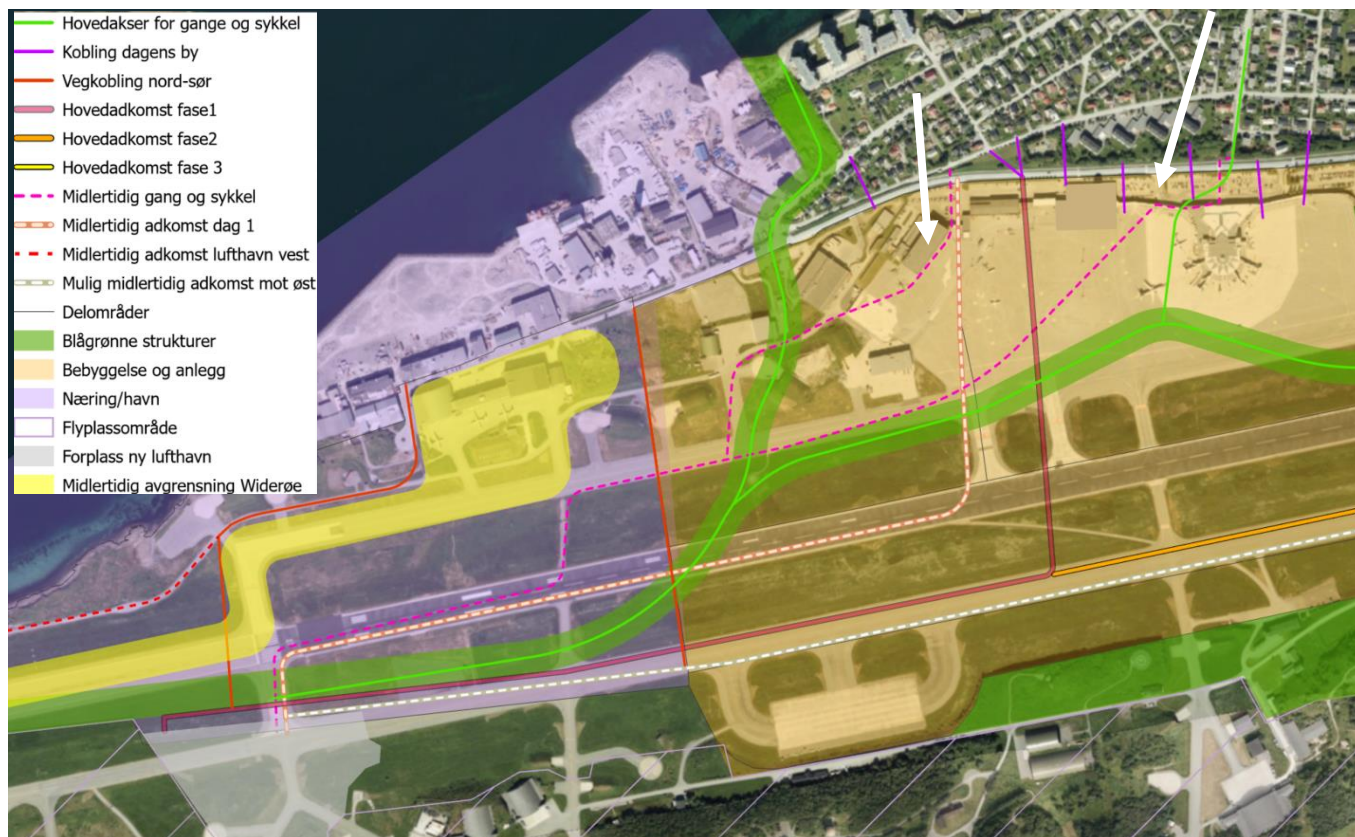 Hovedakser for gange og sykkel
Kobling dagens by
Vegkobling nord-sør
Hovedadkomst fase1
Hovedadkomst fase2
Hovedadkomst fase 3
Midlertidig gang og sykkel
Midlertidig adkomst dag 1
Midlertidig adkomst lufthavn vest
Mulig midlertidig adkomst mot øst
Delområder
Blågrønne strukturer
Bebyggelse og anlegg
Næring/havn
Flyplassområde
Forplass ny lufthavn
Midlertidig avgrensning Widerøe